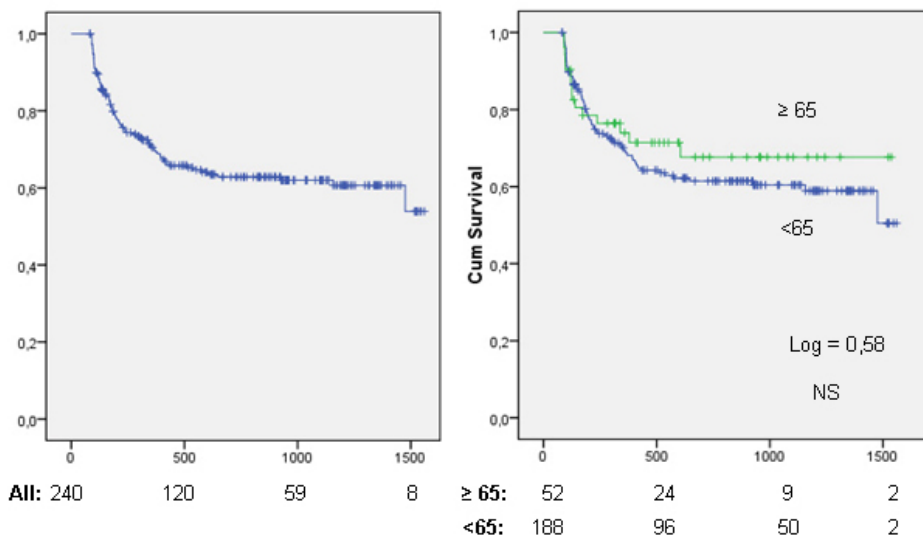 1,0
0,8
0,6
0,4
0,2
0,0
0 500 1000 1500
All: 240 120 59 8
Cum Survival
1,0
0,8
0,6
0,4
0,2
0,0
≥ 65
<65
Log = 0,58
NS
0 500 1000 1500
≥ 65: 52 24 9 2
<65: 188 96 50 2